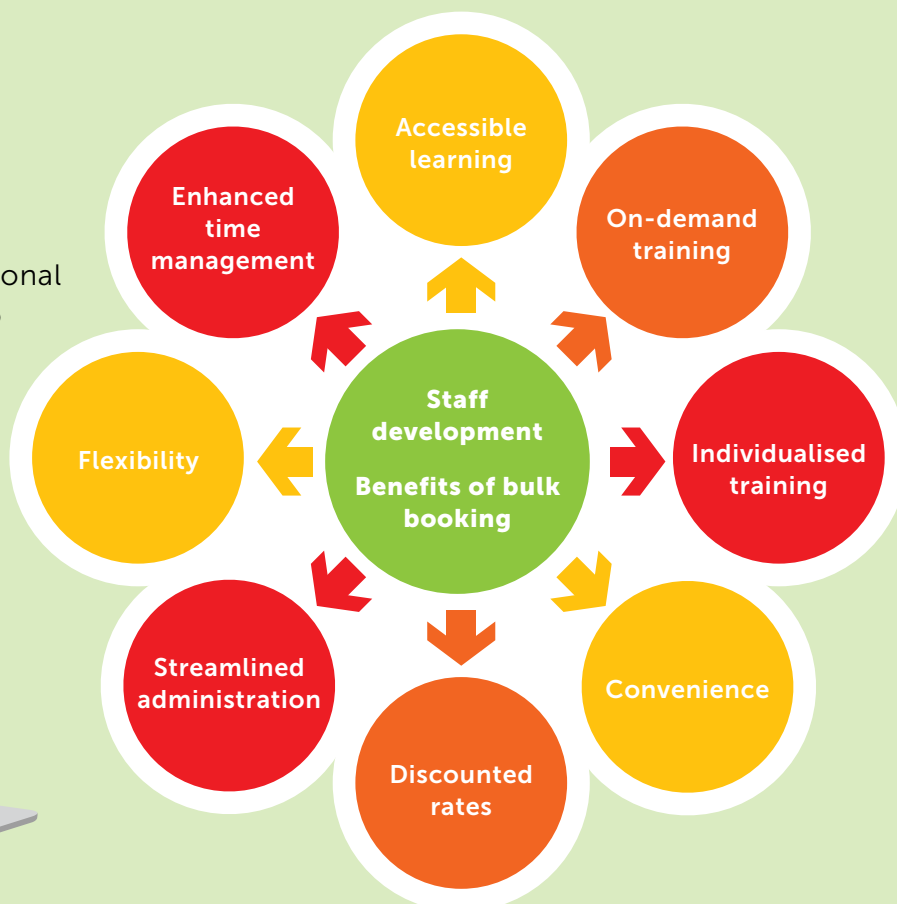 Accessible
learning
Enhanced
time
management
On-demand
training
onal
Staff
development
Benefits of bulk
booking
Flexibility
Individualised
training
Streamlined
administration
Convenience
Discounted
rates